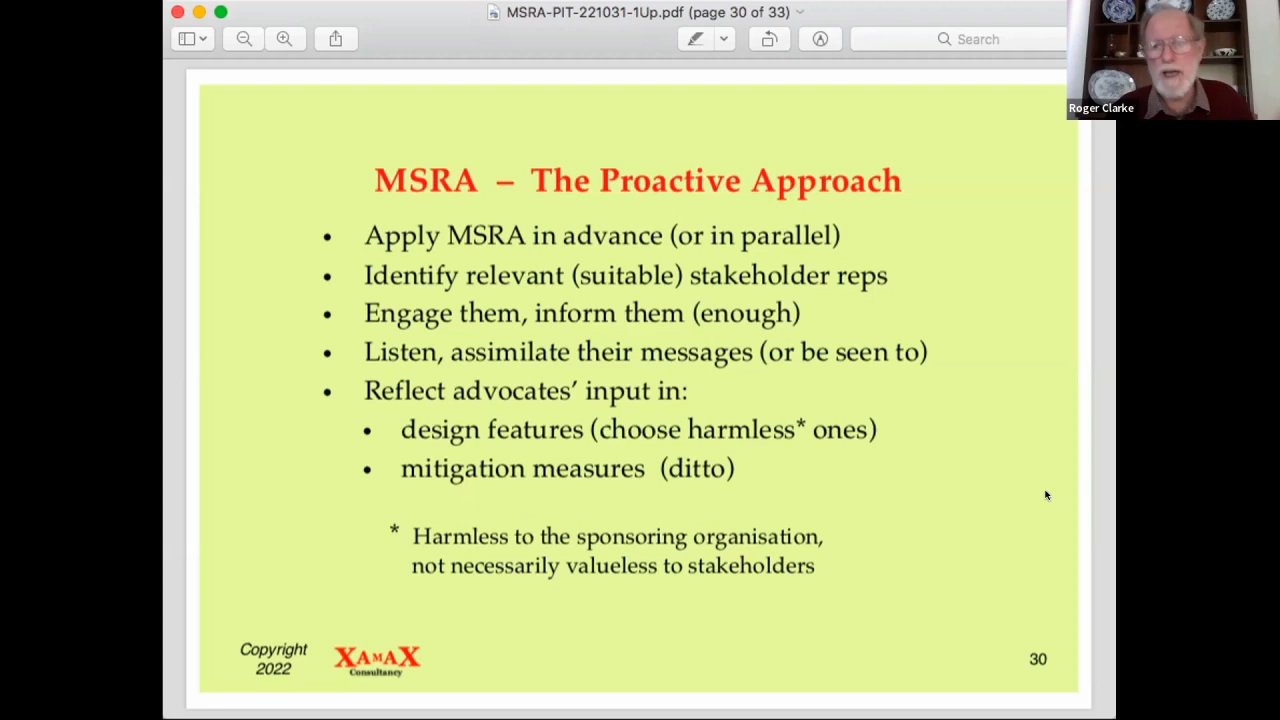 MSRA-PIT-221031-1Up.pdf (page 30 of 33)
Search
Roger Clarke
MSRA – The Proactive Approach
• Apply MSRA in advance (or in parallel)
• Identify relevant (suitable) stakeholder reps
• Engage them, inform them (enough)
• Listen, assimilate their messages (or be seen to)
• Reflect advocates’ input in:
• design features (choose harmless* ones)
• mitigation measures (ditto)
* Harmless to the sponsoring organisation,
not necessarily valueless to stakeholders
Copyright
2022
XAMAX
Consultancy
30